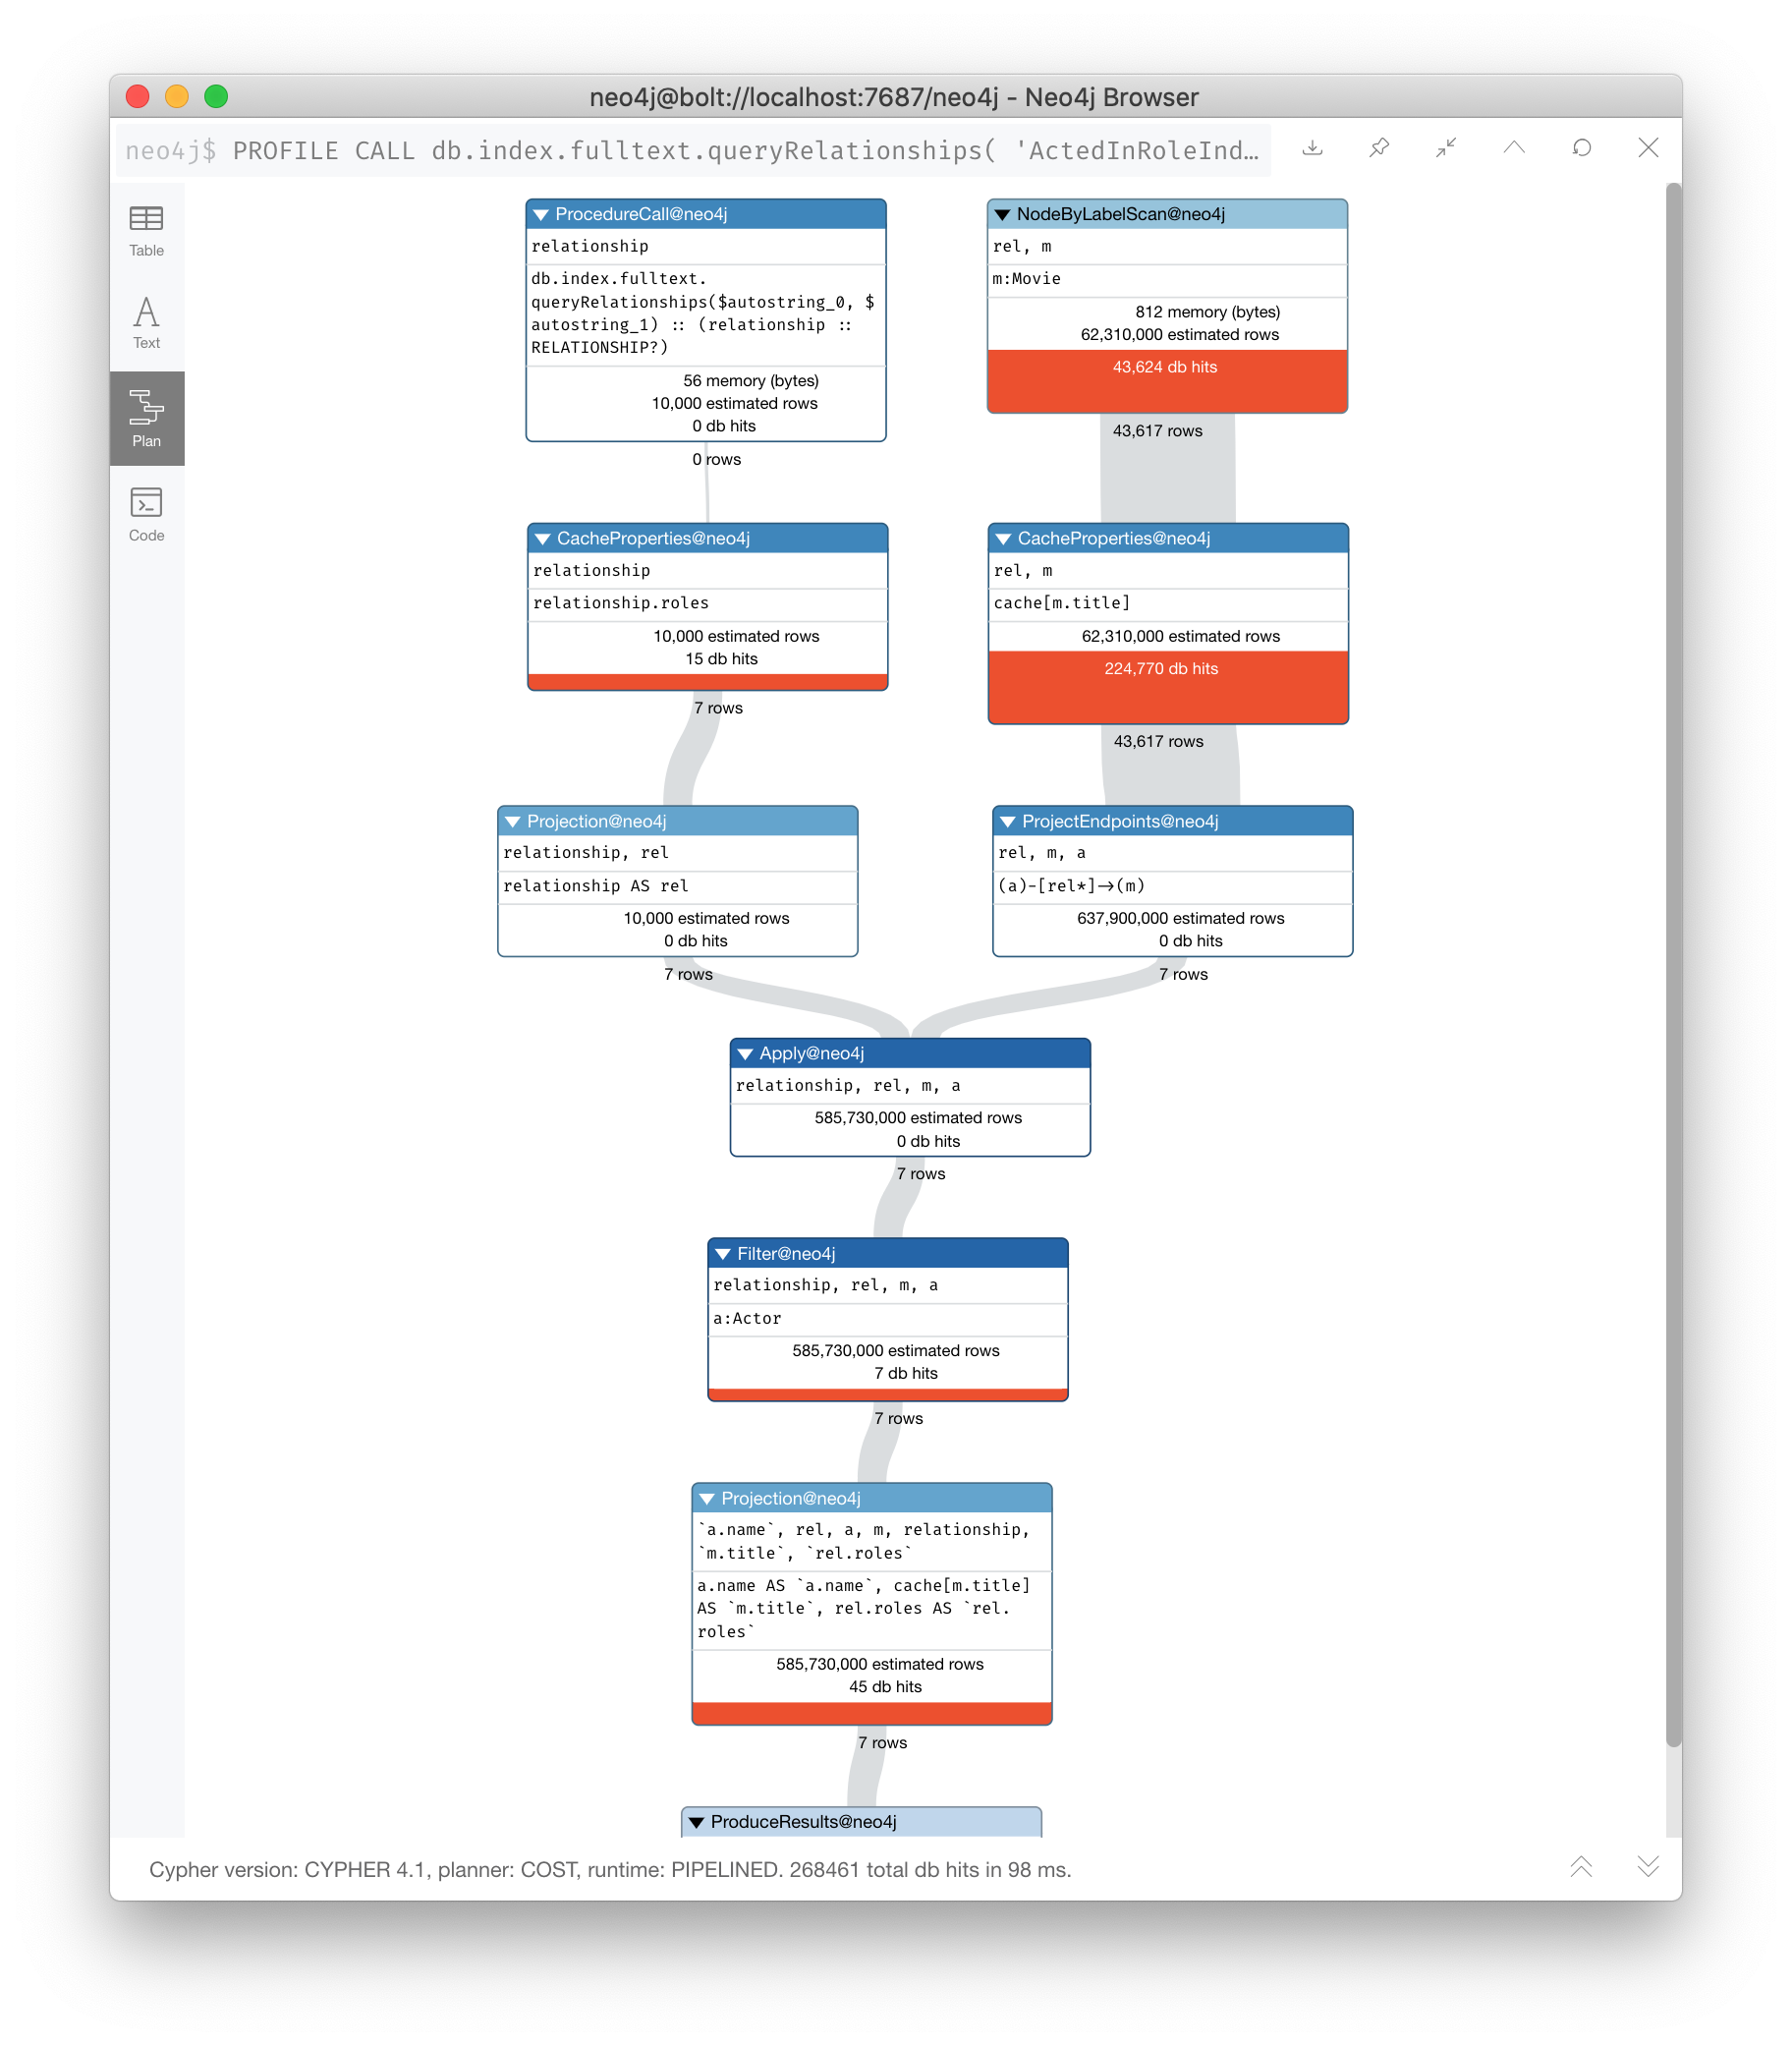 neo4j@bolt://localhost:7687/neo4j - Neo4j Browser
neo4j$ PROFILE CALL db.index.fulltext.queryRelationships( 'ActedInRoleInd…
Table
Text
Plan
Code
ProcedureCall@neo4j
relationship
db.index.fulltext.
queryRelationships($autostring_0, $
autostring_1) :: (relationship ::
RELATIONSHIP?)
56 memory (bytes)
10,000 estimated rows
0 db hits
0 rows
NodeByLabelScan@neo4j
rel, m
m:Movie
812 memory (bytes)
62,310,000 estimated rows
43,624 db hits
43,617 rows
CacheProperties@neo4j
relationship
relationship.roles
10,000 estimated rows
15 db hits
7 rows
CacheProperties@neo4j
rel, m
cache[m.title]
62,310,000 estimated rows
224,770 db hits
43,617 rows
Projection@neo4j
relationship, rel
relationship AS rel
10,000 estimated rows
0 db hits
7 rows
ProjectEndpoints@neo4j
rel, m, a
(a)-[rel*]->(m)
637,900,000 estimated rows
0 db hits
7 rows
Apply@neo4j
relationship, rel, m, a
585,730,000 estimated rows
0 db hits
7 rows
Filter@neo4j
relationship, rel, m, a
a:Actor
585,730,000 estimated rows
7 db hits
7 rows
Projection@neo4j
`a.name`, rel, a, m, relationship,
`m.title`, `rel.roles`
a.name AS `a.name`, cache[m.title]
AS `m.title`, rel.roles AS `rel.
roles`
585,730,000 estimated rows
45 db hits
7 rows
ProduceResults@neo4j
Cypher version: CYPHER 4.1, planner: COST, runtime: PIPELINED. 268461 total db hits in 98 ms.